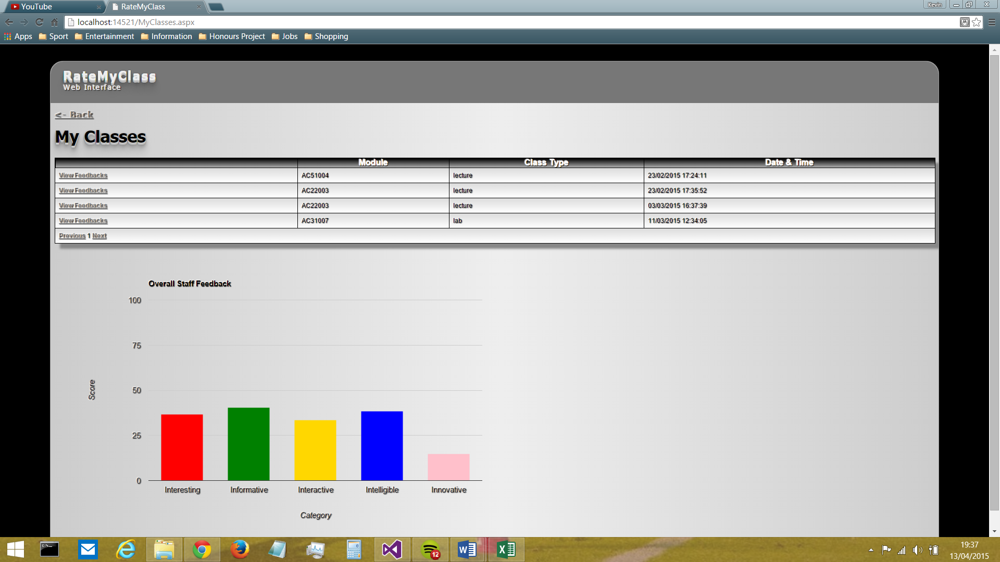 YouTube
RateMyClass
Kevin
localhost:14521/MyClasses.aspx
Apps Sport Entertainment Information Honours Project Jobs Shopping
RateMyClass
Web Interface
<- Back
My Classes
Module Class Type Date & Time
View Feedbacks AC51004 lecture 23/02/2015 17:24:11
View Feedbacks AC22003 lecture 23/02/2015 17:35:52
View Feedbacks AC22003 lecture 03/03/2015 16:37:39
View Feedbacks AC31007 lab 11/03/2015 12:34:05
Previous 1 Next
Overall Staff Feedback
100
75
50
25
0
Score
Interesting Informative Interactive Intelligible Innovative
Category
12
19:37
13/04/2015